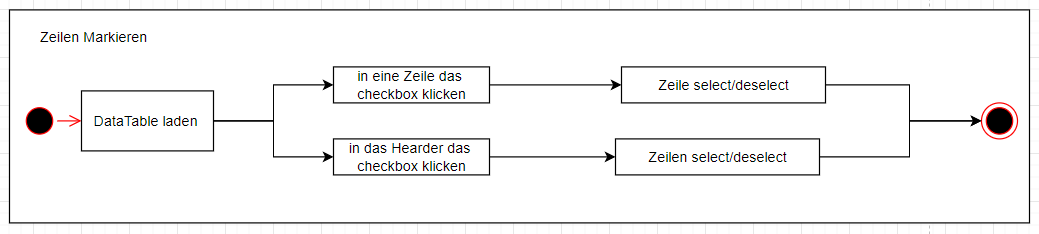 Zeilen Markieren
DataTable laden
in eine Zeile das
checkbox klicken
Zeile select/deselect
in das Hearder das
checkbox klicken
Zeilen select/deselect